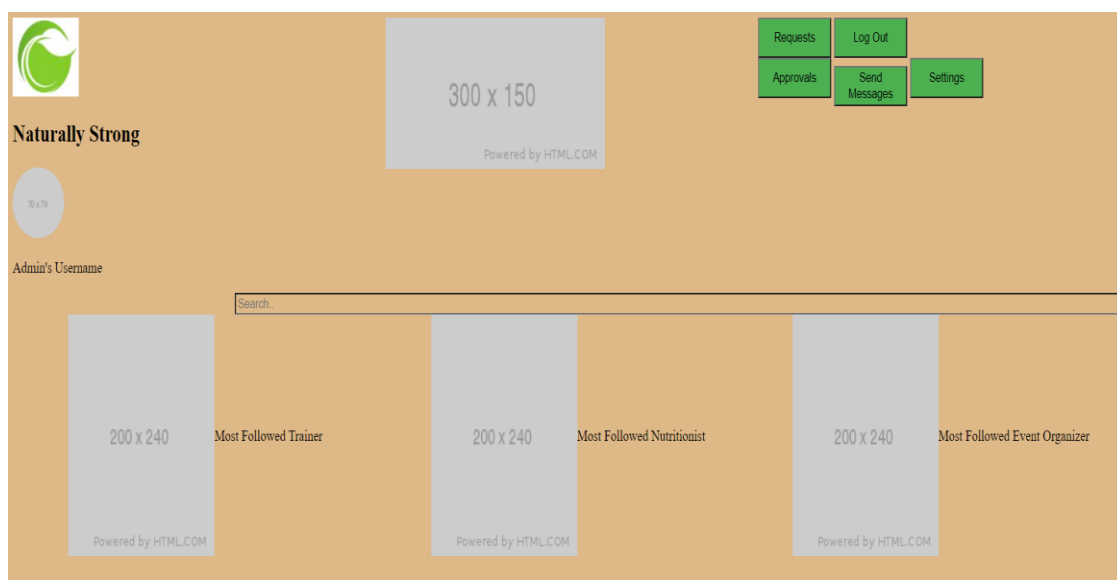 Requests
Log Out
300 x 150
Powered by HTML.COM
Approvals
Send
Messages
Settings
Naturally Strong
70 x 70
Admin's Username
Search..
200 x 240
Powered by HTML.COM
Most Followed Trainer
200 x 240
Powered by HTML.COM
Most Followed Nutritionist
200 x 240
Powered by HTML.COM
Most Followed Event Organizer